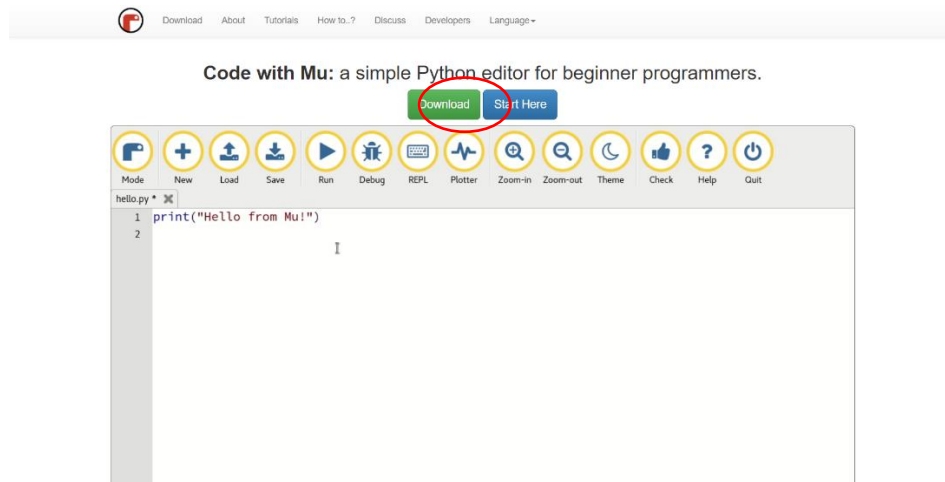 Download About Tutorials How to..? Discuss Developers Language
Code with Mu: a simple Python editor for beginner programmers.
Download Start Here
Mode New Load Save Run Debug REPL Plotter Zoom-in Zoom-out Theme Check Help Quit
hello.py *
1 print("Hello from Mu!")
2